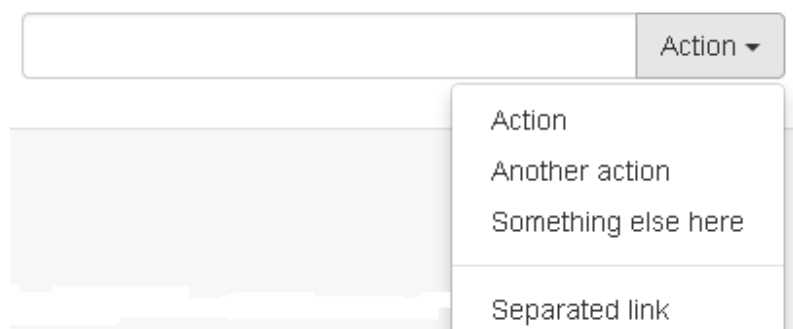 Action
Action
Another action
Something else here
Separated link